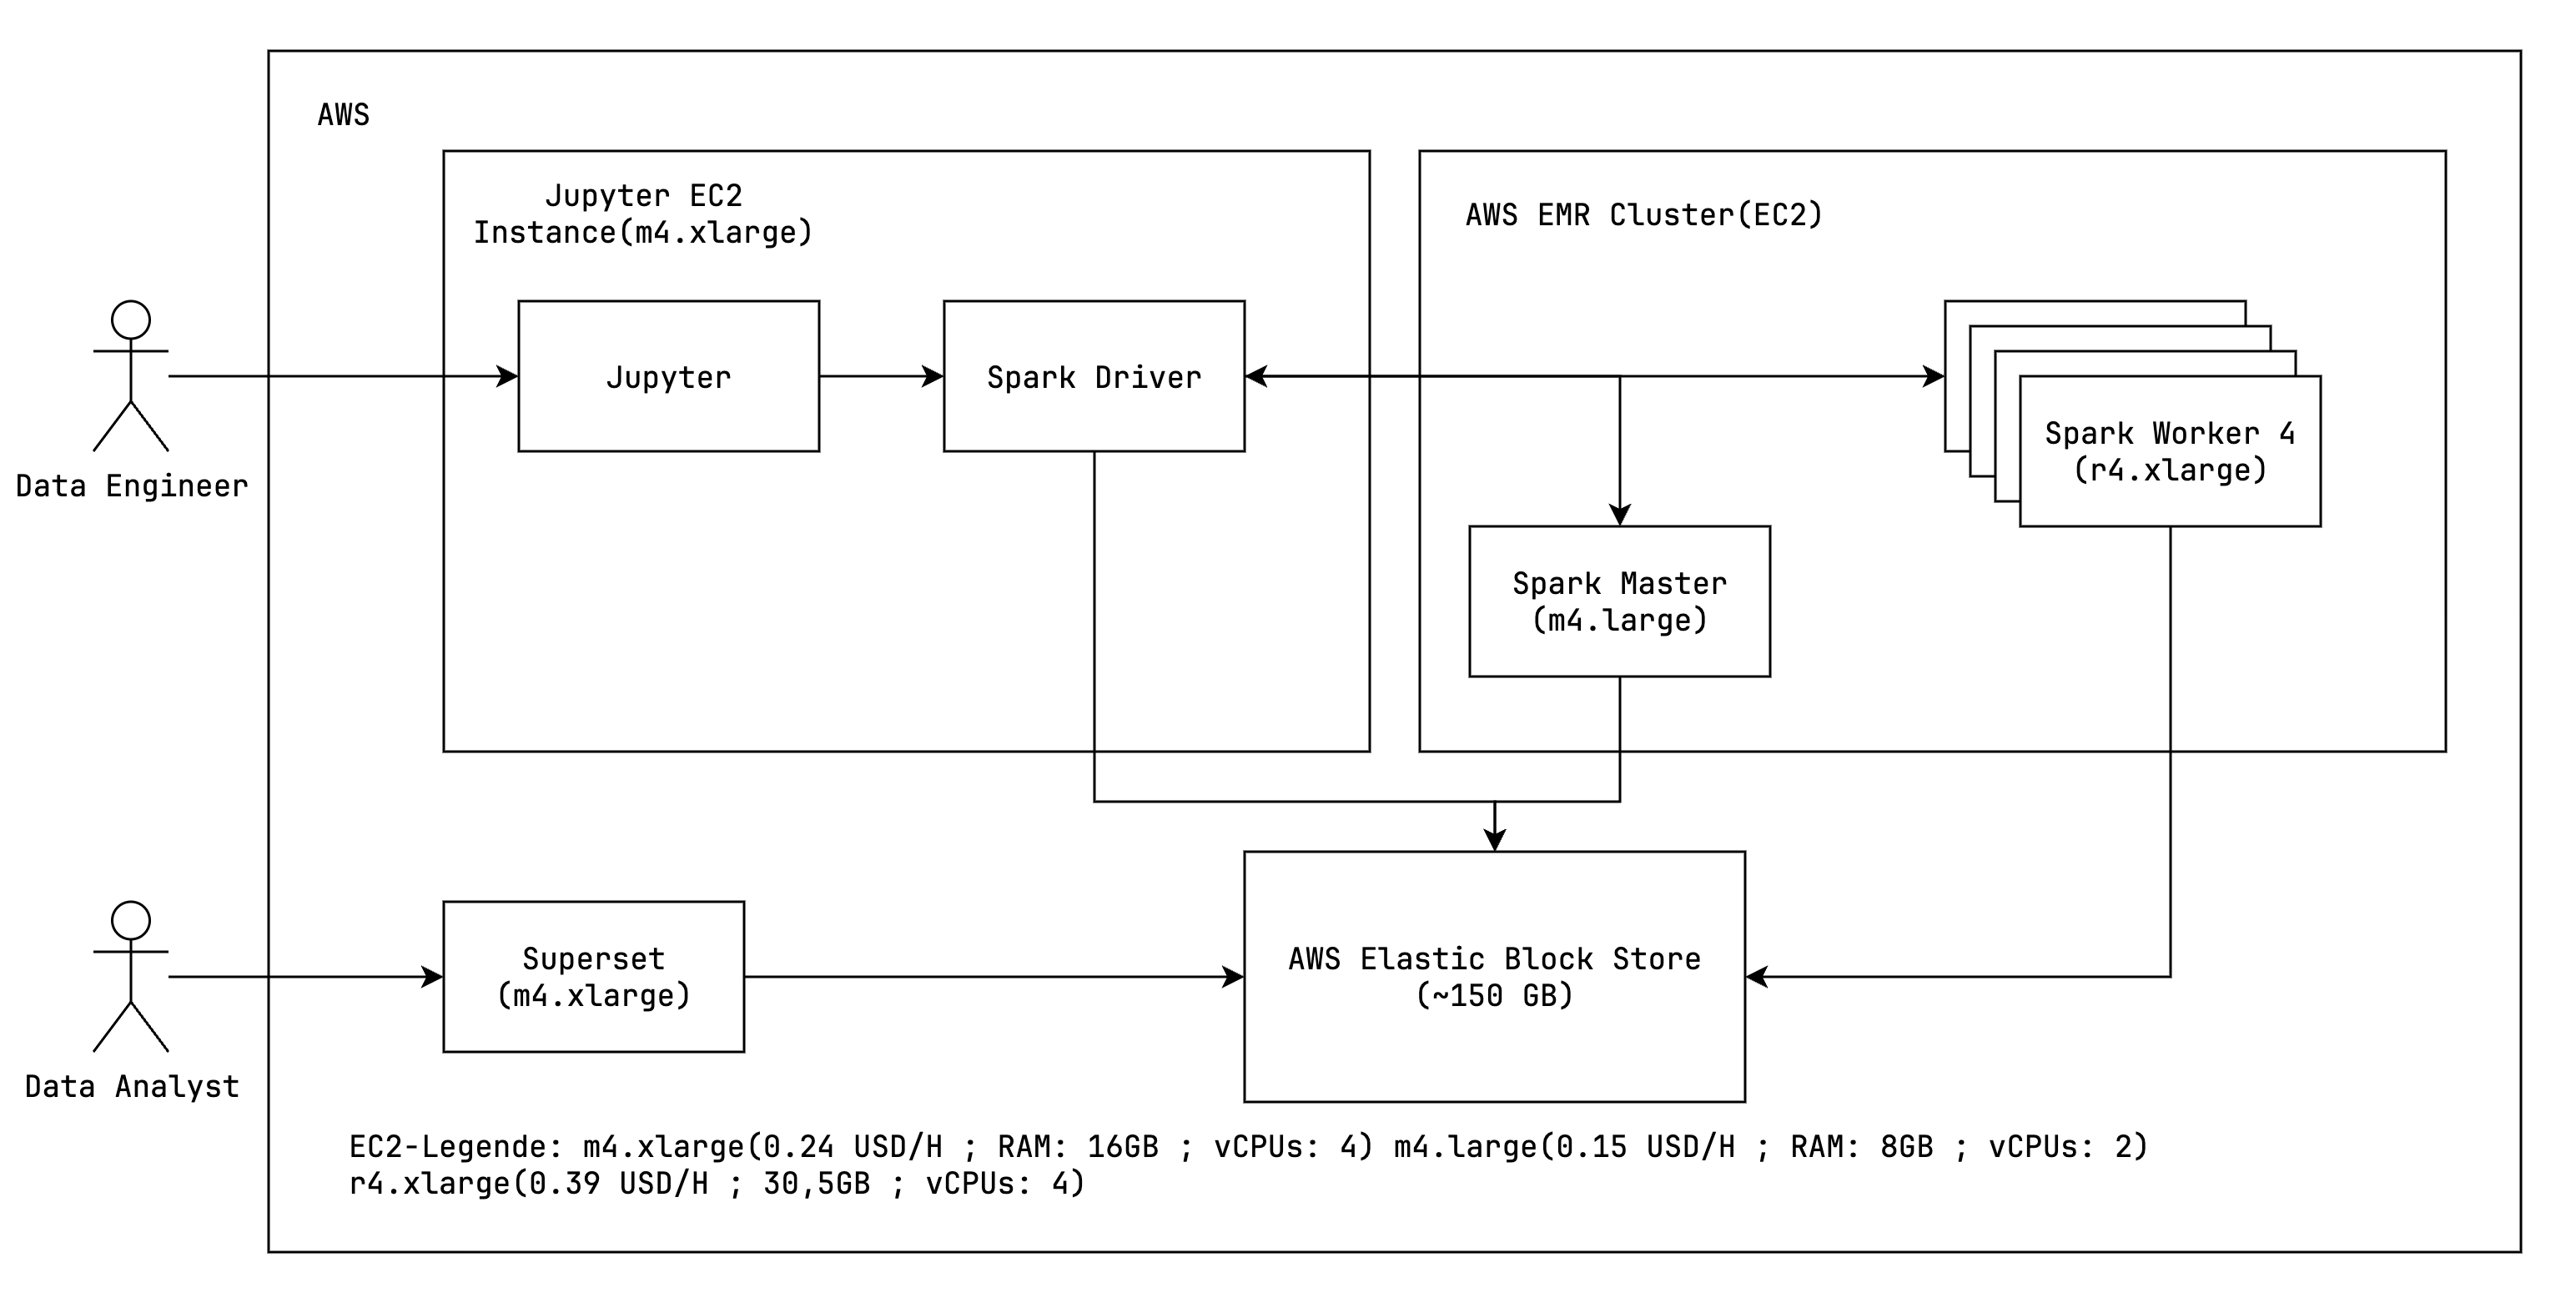 AWS
Jupyter EC2
Instance(m4.xlarge)
AWS EMR Cluster(EC2)
Jupyter
Spark Driver
Spark Worker 4
(r4.xlarge)
Data Engineer
Spark Master
(m4.large)
Superset
(m4.xlarge)
AWS Elastic Block Store
(~150 GB)
Data Analyst
EC2-Legende: m4.xlarge(0.24 USD/H ; RAM: 16GB ; vCPUs: 4) m4.large(0.15 USD/H ; RAM: 8GB ; vCPUs: 2)
r4.xlarge(0.39 USD/H ; 30,5GB ; vCPUs: 4)